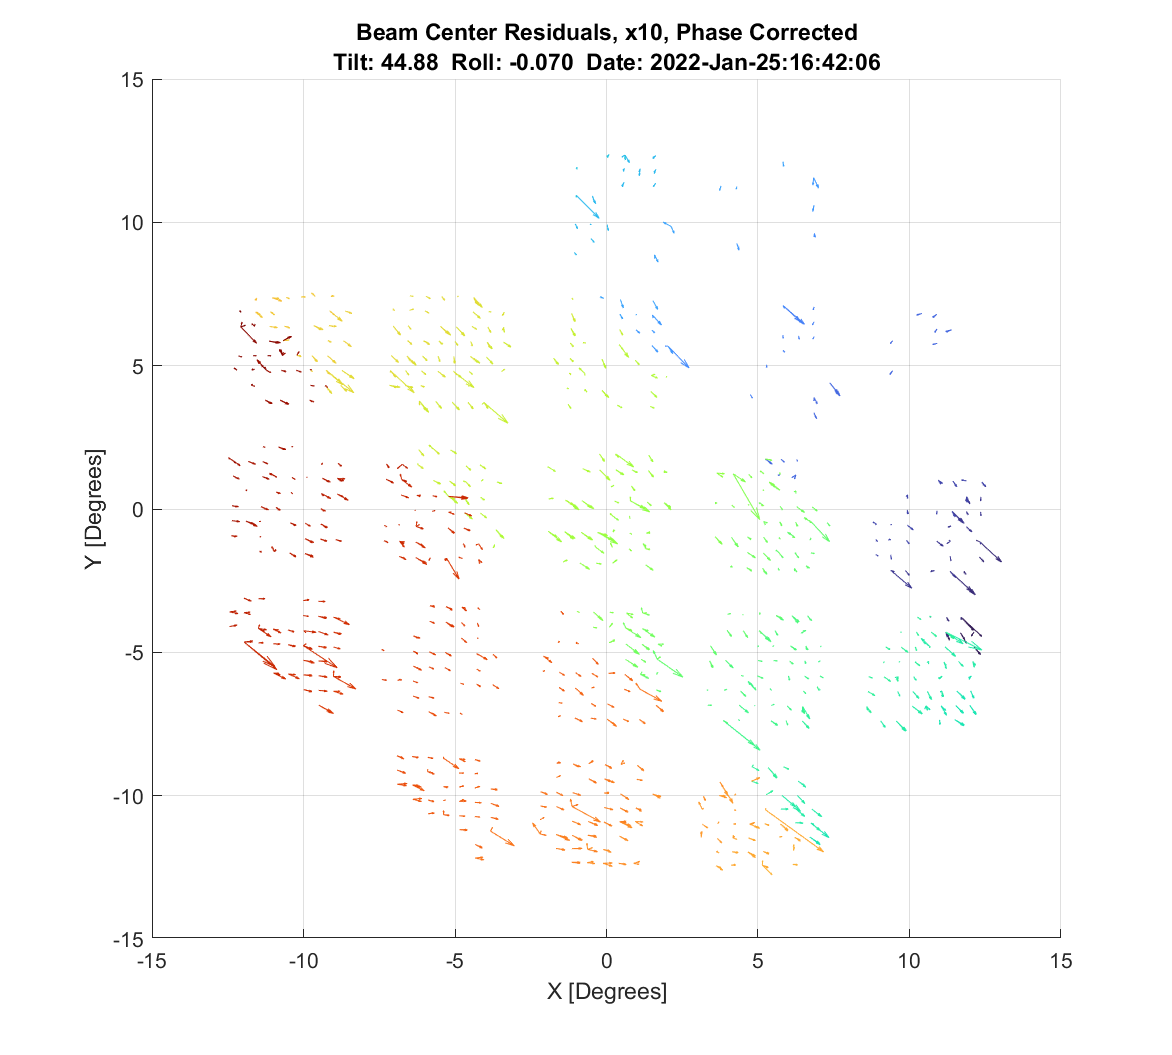 Beam Center Residuals, x10, Phase Corrected
Tilt: 44.88 Roll: -0.070 Date: 2022-Jan-25:16:42:06
15
10
5
0
-5
-10
-15
Y [Degrees]
-15 -10 -5 0 5 10 15
X [Degrees]